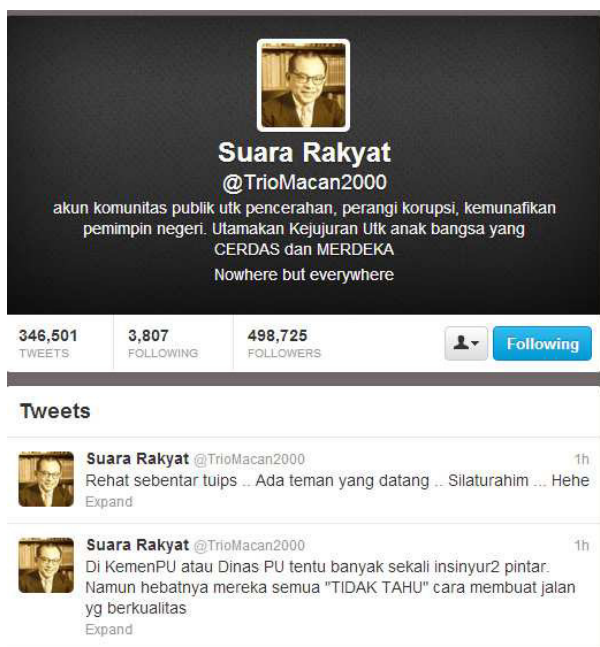 Suara Rakyat
@TrioMacan2000
akun komunitas publik utk pencerahan, perangi korupsi, kemunafikan
pemimpin negeri. Utamakan Kejujuran Utk anak bangsa yang
CERDAS dan MERDEKA
Nowhere but everywhere
346,501 3,807 498,725
TWEETS FOLLOWING FOLLOWERS
Following
Tweets
Suara Rakyat @TrioMacan2000 1h
Rehat sebentar tuips .. Ada teman yang datang .. Silaturahim ... Hehe
Expand
Suara Rakyat @TrioMacan2000 1h
Di KemenPU atau Dinas PU tentu banyak sekali insinyur2 pintar.
Namun hebatnya mereka semua "TIDAK TAHU" cara membuat jalan
yg berkualitas
Expand